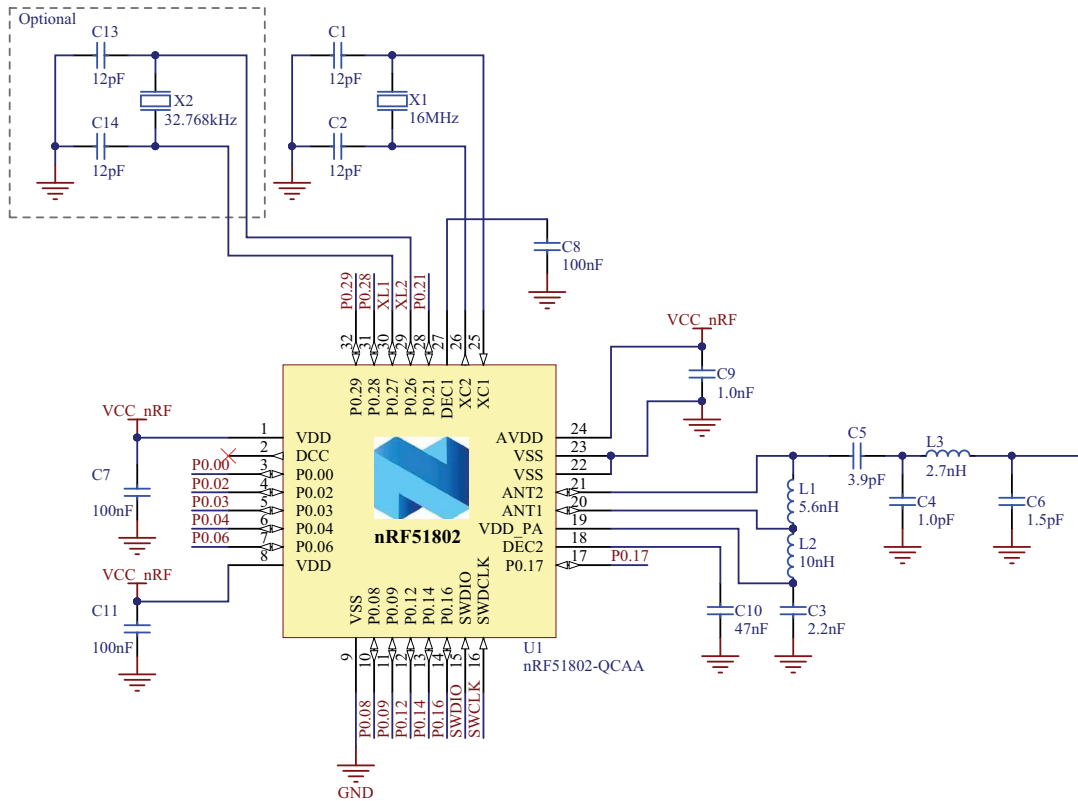 Optional
C13
12pF
X2
32.768kHz
C14
12pF
C1
12pF
X1
16MHz
C2
12pF
C8
100nF
P0.29
P0.28
XL1
XL2
P0.21
32
31
30
29
28
27
26
25
P0.29
P0.28
P0.27
P0.26
P0.21
DEC1
XC2
XC1
VCC_nRF
C7
100nF
VCC_nRF
C11
100nF
P0.00
P0.02
P0.03
P0.04
P0.06
1 VDD
2 DCC
3 P0.00
4 P0.02
5 P0.03
6 P0.04
7 P0.06
8 VDD
nRF51802
AVDD 24
VSS 23
VSS 22
ANT2 21
ANT1 20
VDD_PA 19
DEC2 18
P0.17 17
P0.17
VCC_nRF
C9
1.0nF
C5
3.9pF
L3
2.7nH
L1
5.6nH
L2
10nH
C4
1.0pF
C6
1.5pF
C10
47nF
C3
2.2nF
VSS
P0.08
P0.09
P0.12
P0.14
P0.16
SWDIO
SWDCLK
9
10
11
12
13
14
15
16
P0.08
P0.09
P0.12
P0.14
P0.16
SWDIO
SWCLK
U1
nRF51802-QCAA
GND